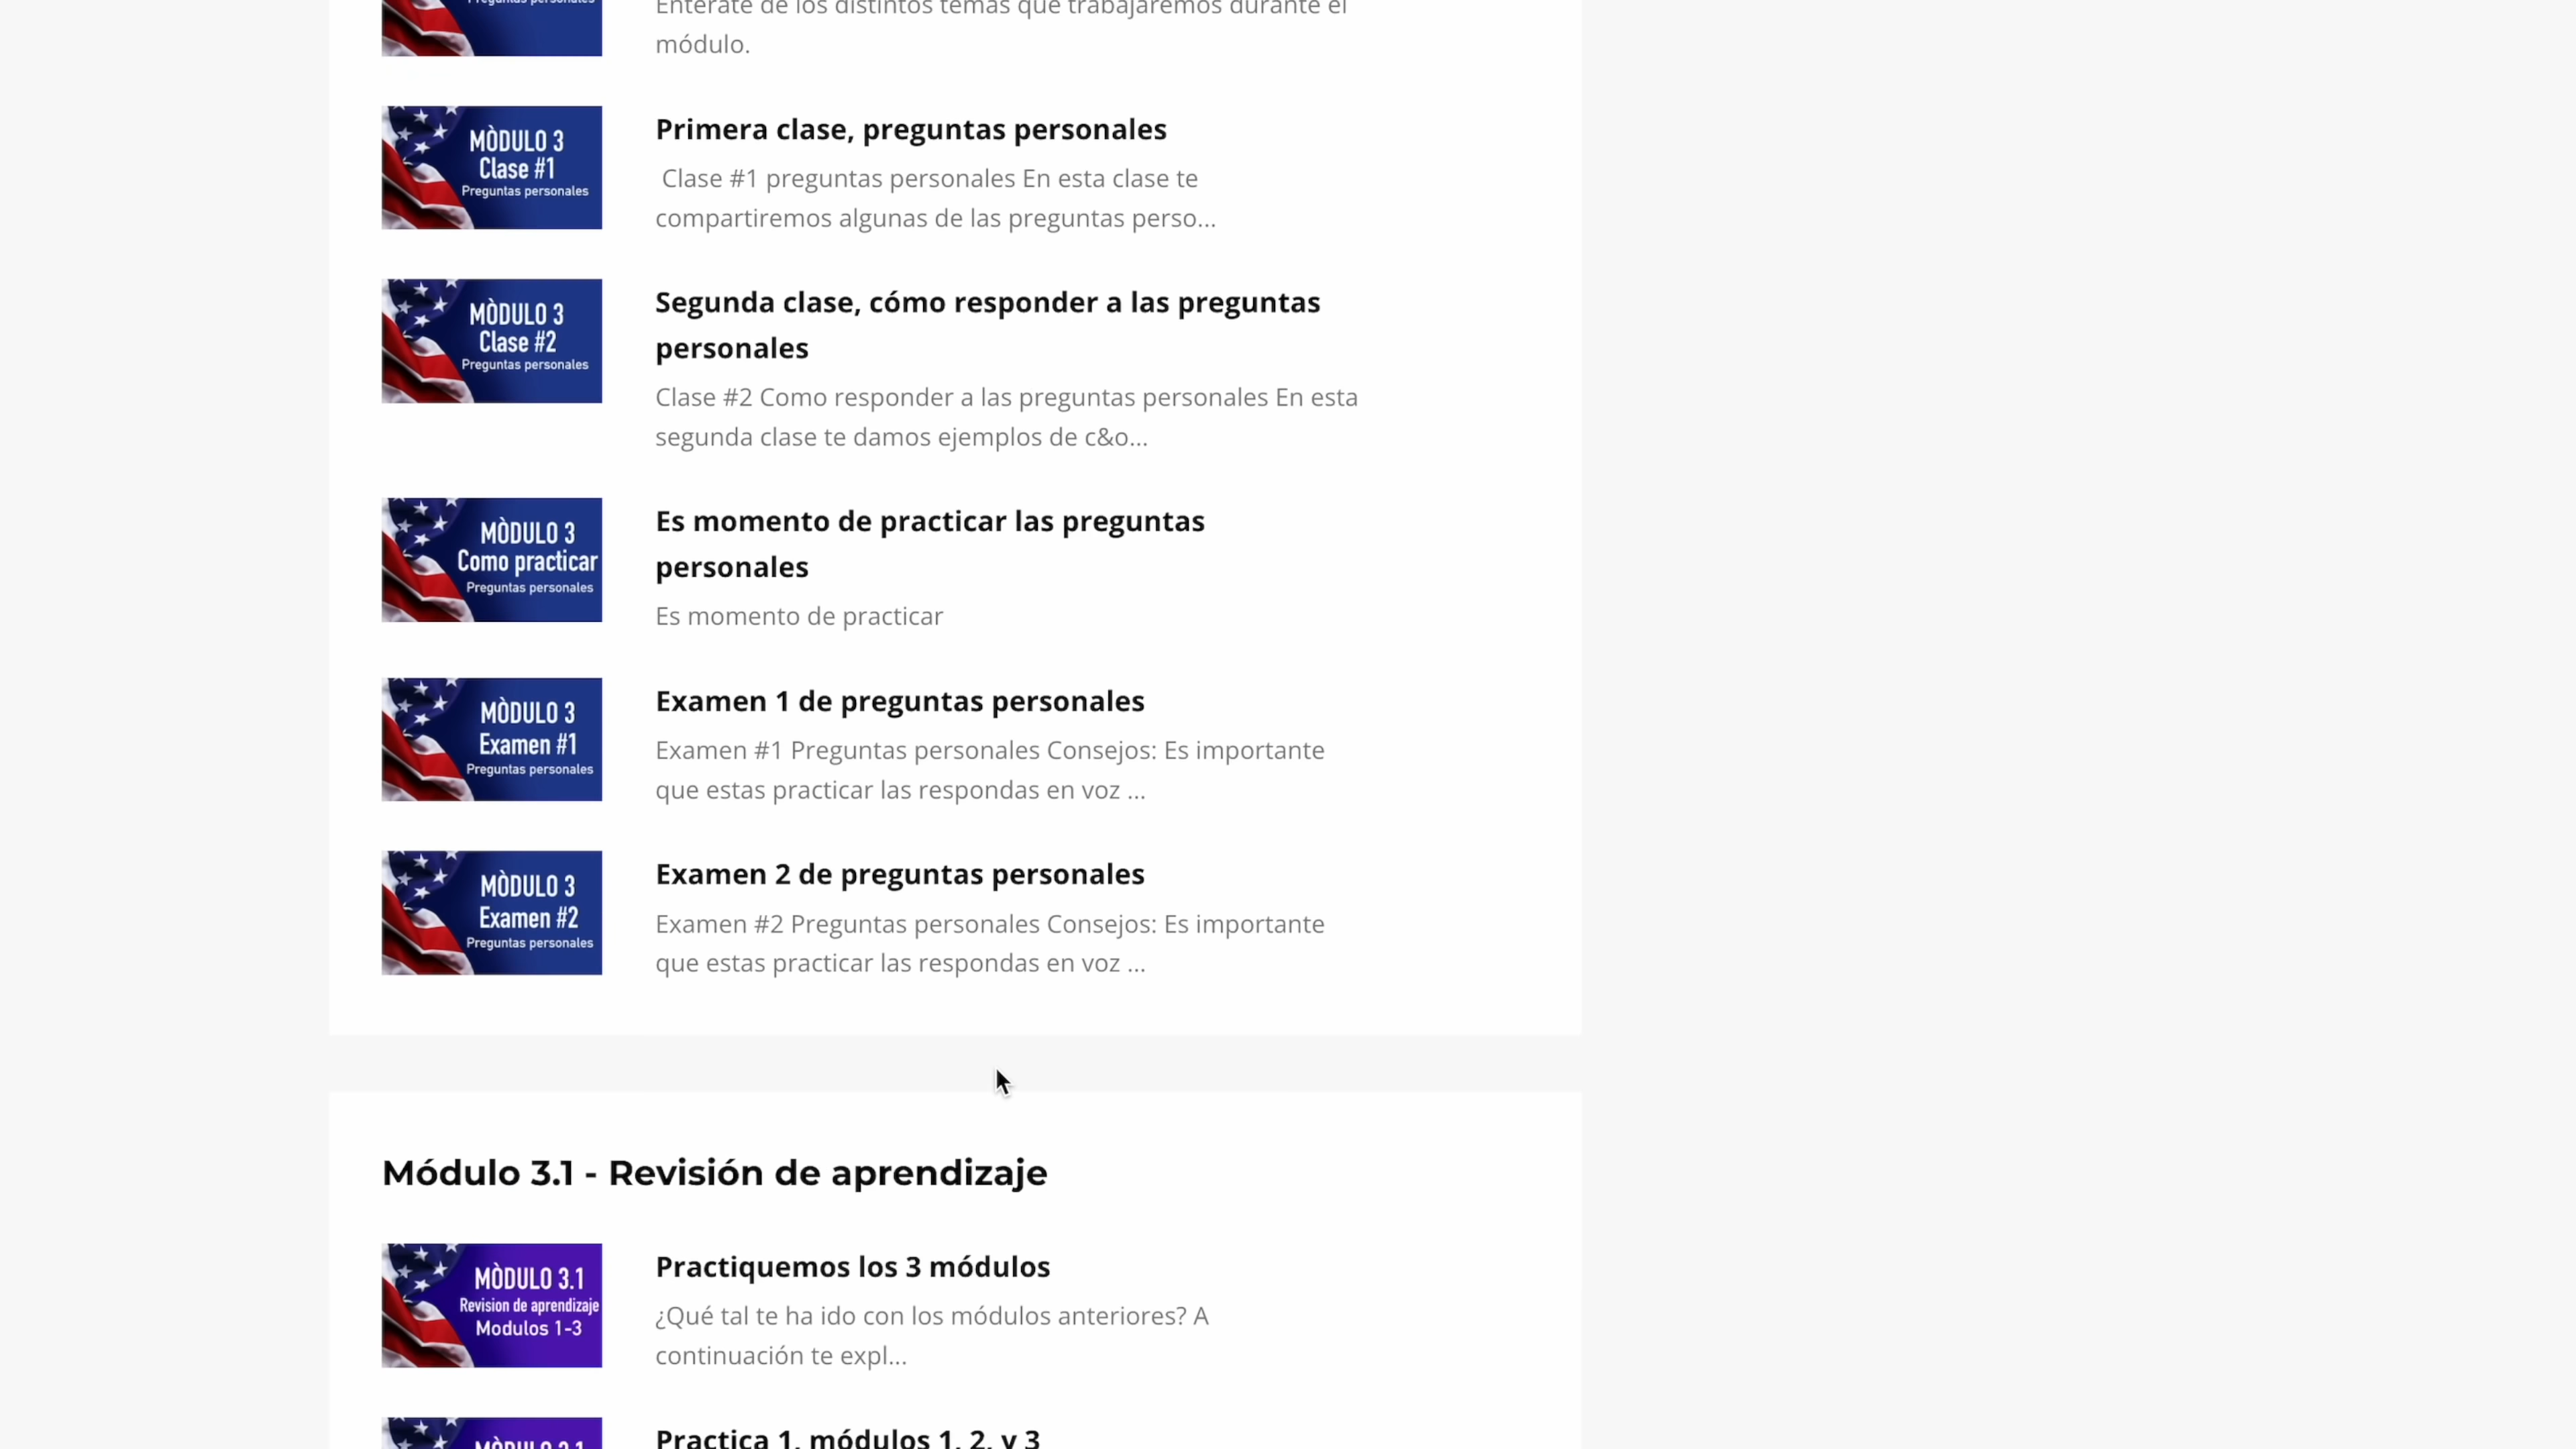 Preguntas personales
Enterate de los distintos temas que trabajaremos durante el
módulo.
MÒDULO 3
Clase #1
Preguntas personales
Primera clase, preguntas personales
Clase #1 preguntas personales En esta clase te
compartiremos algunas de las preguntas perso...
MÒDULO 3
Clase #2
Preguntas personales
Segunda clase, cómo responder a las preguntas
personales
Clase #2 Como responder a las preguntas personales En esta
segunda clase te damos ejemplos de c&o...
MÒDULO 3
Como practicar
Preguntas personales
Es momento de practicar las preguntas
personales
Es momento de practicar
MÒDULO 3
Examen #1
Preguntas personales
Examen 1 de preguntas personales
Examen #1 Preguntas personales Consejos: Es importante
que estas practicar las respondas en voz ...
MÒDULO 3
Examen #2
Preguntas personales
Examen 2 de preguntas personales
Examen #2 Preguntas personales Consejos: Es importante
que estas practicar las respondas en voz ...
Módulo 3.1 - Revisión de aprendizaje
MÒDULO 3.1
Revision de aprendizaje
Modulos 1-3
Practiquemos los 3 módulos
¿Qué tal te ha ido con los módulos anteriores? A
continuación te expl...
MÒDULO 3.1
Practica 1, módulos 1, 2, y 3